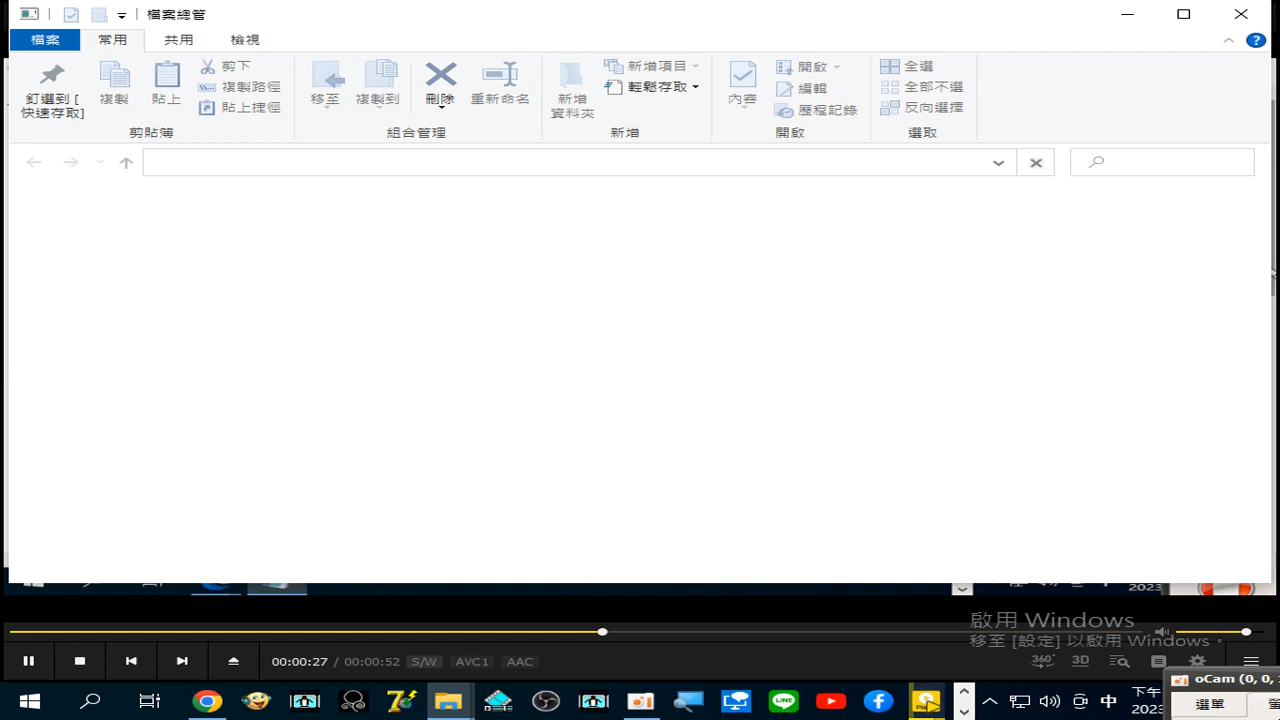 檔案總管
檔案 常用 共用 檢視
釘選到 [
快速存取]
複製
貼上
剪下
複製路徑
貼上捷徑
剪貼簿
移至
複製到
刪除
重新命名
組合管理
新增
資料夾
新增項目
輕鬆存取
新增
內容
開啟
編輯
歷程記錄
開啟
全選
全部不選
反向選擇
選取
2023
啟用 Windows
移至 [設定] 以啟用 Windows。
00:00:27 / 00:00:52 S/W AVC1 AAC
360° 3D
oCam (0, 0,
選單
中
下午
2023